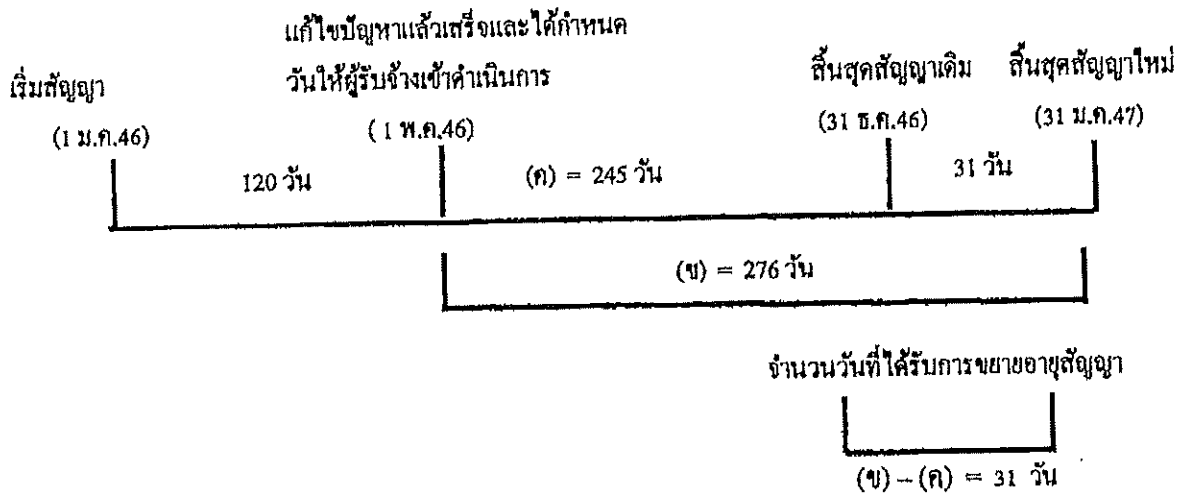 แก้ไขปัญหาแล้วเสร็จและได้กำหนด
วันให้ผู้รับจ้างเข้าดำเนินการ
เริ่มสัญญา
สิ้นสุดสัญญาเดิม
สิ้นสุดสัญญาใหม่
(1 ม.ค.46)
( 1 พ.ค.46)
(31 ธ.ค.46)
(31 ม.ค.47)
120 วัน
(ค) = 245 วัน
31 วัน
(ข) = 276 วัน
จำนวนวันที่ได้รับการขยายอายุสัญญา
(ข) – (ค) = 31 วัน